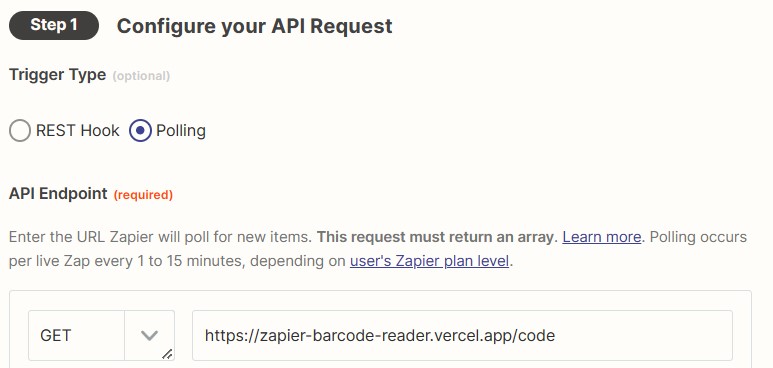 Step 1 Configure your API Request
Trigger Type (optional)
REST Hook Polling
API Endpoint (required)
Enter the URL Zapier will poll for new items. This request must return an array. Learn more. Polling occurs
per live Zap every 1 to 15 minutes, depending on user's Zapier plan level.
GET https://zapier-barcode-reader.vercel.app/code